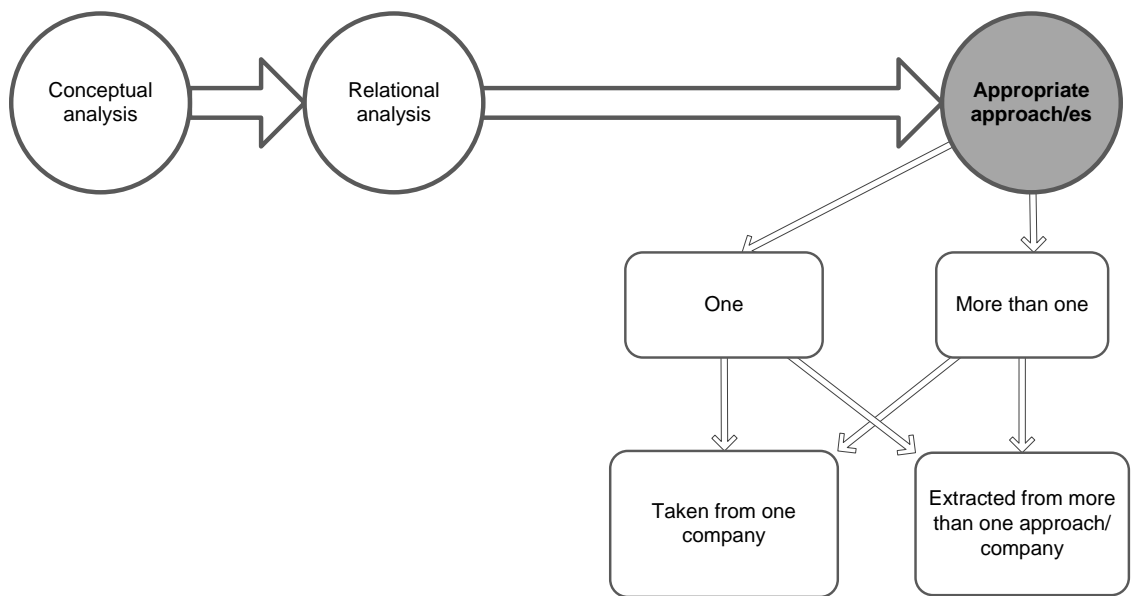 Conceptual
analysis
Relational
analysis
Appropriate
approach/es
One
More than one
Taken from one
company
Extracted from more
than one approach/
company